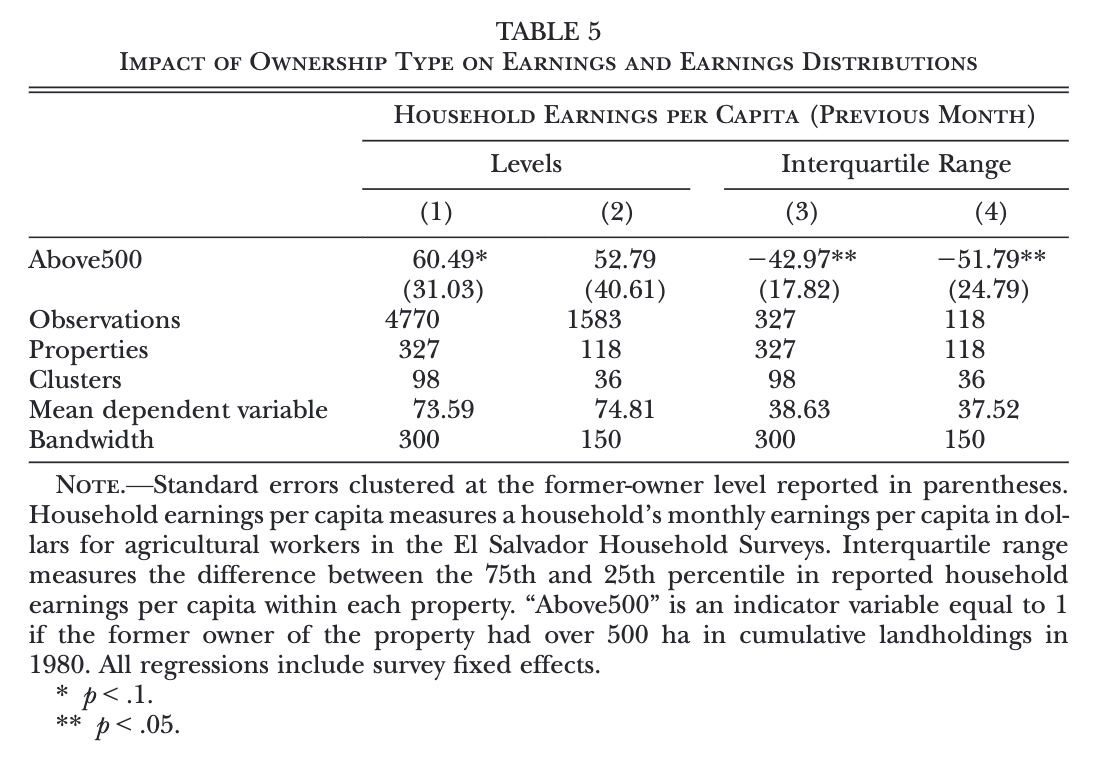 TABLE 5
Impact of Ownership Type on Earnings and Earnings Distributions
Household Earnings per Capita (Previous Month)
Levels Interquartile Range
(1) (2) (3) (4)
Above500 60.49* 52.79 −42.97** −51.79**
(31.03) (40.61) (17.82) (24.79)
Observations 4770 1583 327 118
Properties 327 118 327 118
Clusters 98 36 98 36
Mean dependent variable 73.59 74.81 38.63 37.52
Bandwidth 300 150 300 150
Note.—Standard errors clustered at the former-owner level reported in parentheses.
Household earnings per capita measures a household’s monthly earnings per capita in dol-
lars for agricultural workers in the El Salvador Household Surveys. Interquartile range
measures the difference between the 75th and 25th percentile in reported household
earnings per capita within each property. “Above500” is an indicator variable equal to 1
if the former owner of the property had over 500 ha in cumulative landholdings in
1980. All regressions include survey fixed effects.
* p < .1.
** p < .05.